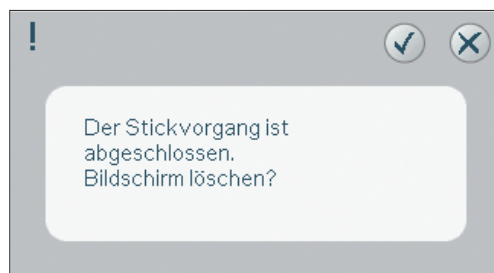 !
Der Stickvorgang ist
abgeschlossen.
Bildschirm löschen?